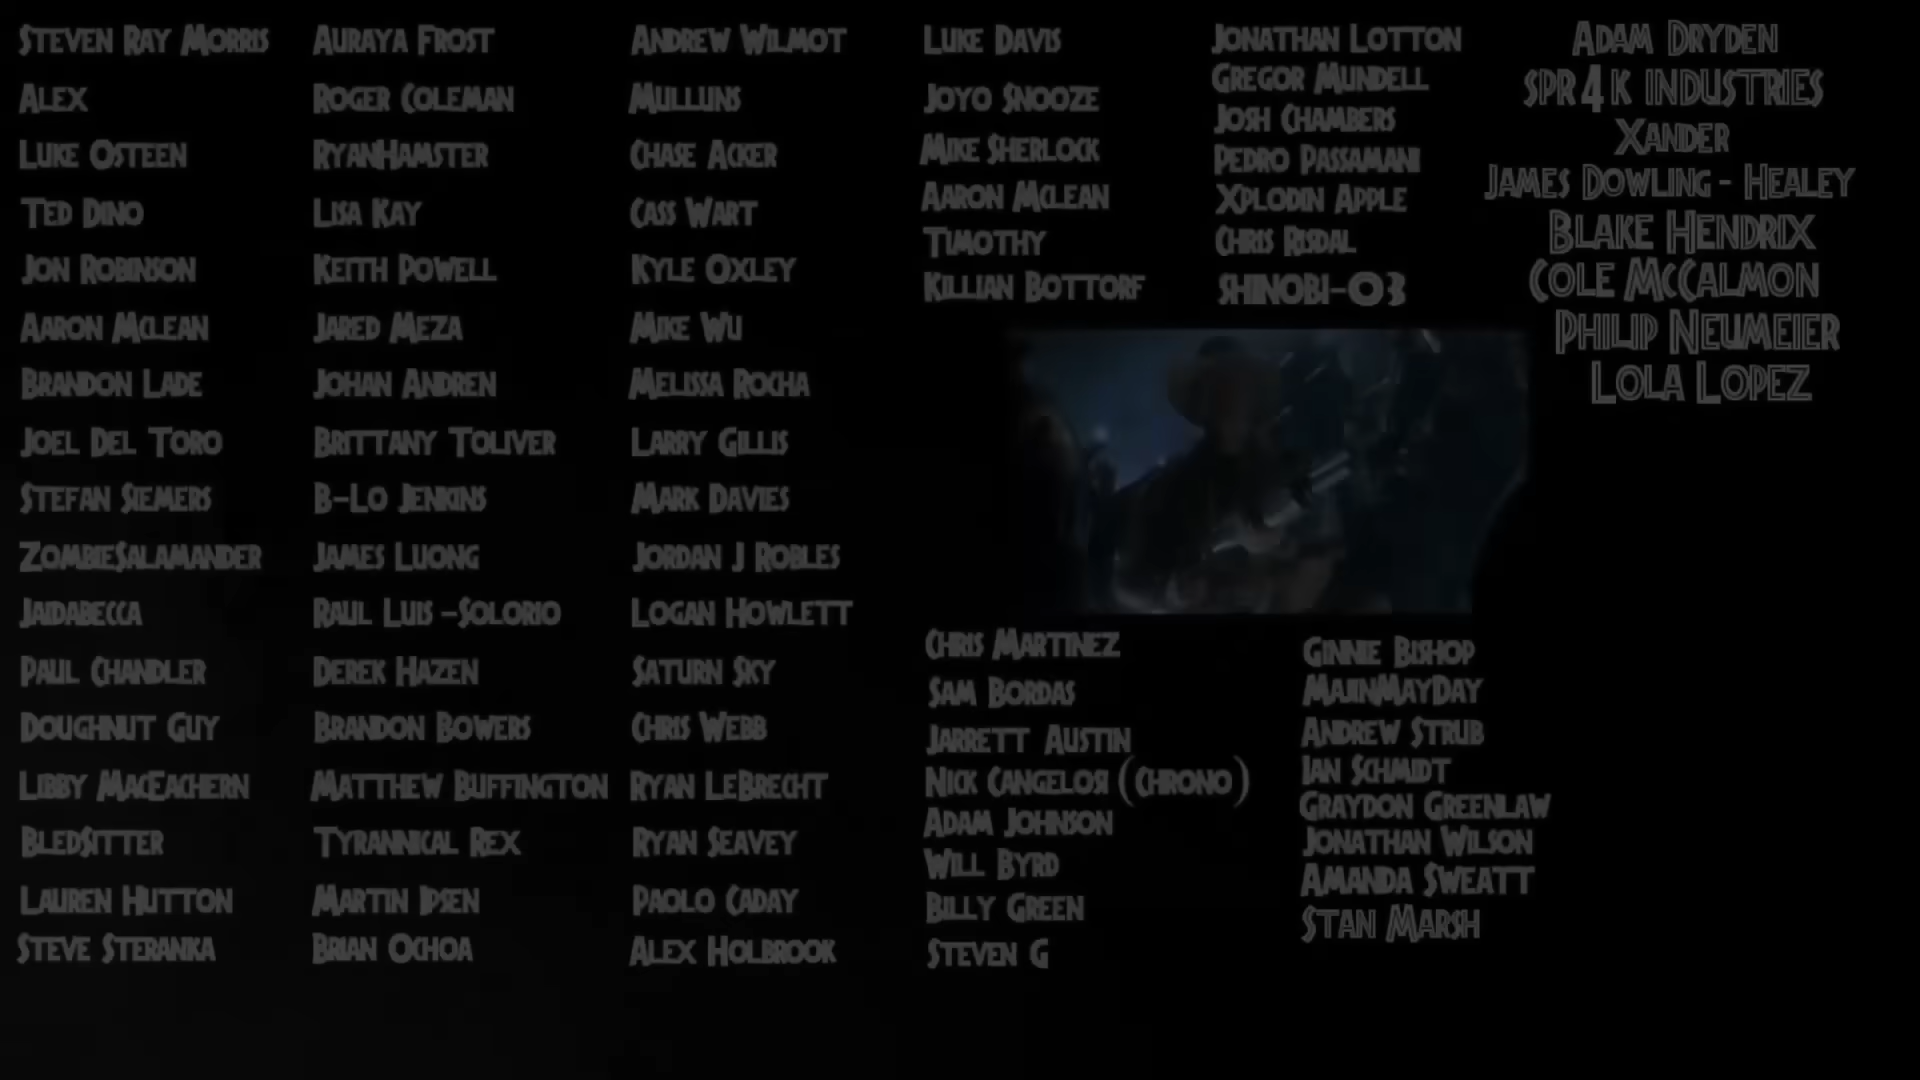 Steven Ray Morris
Alex
Luke Osteen
Ted Dino
Jon Robinson
Aaron Mclean
Brandon Lade
Joel Del Toro
Stefan Siemers
ZombieSalamander
Jaidabecca
Paul Chandler
Doughnut Guy
Libby MacEachern
BledSitter
Lauren Hutton
Steve Steranka
Auraya Frost
Roger Coleman
RyanHamster
Lisa Kay
Keith Powell
Jared Meza
Johan Andren
Brittany Toliver
B-Lo Jenkins
James Luong
Raul Luis -Solorio
Derek Hazen
Brandon Bowers
Matthew Buffington
Tyrannical Rex
Martin Ipsen
Brian Ochoa
Andrew Wilmot
Mulluns
Chase Acker
Cass Wart
Kyle Oxley
Mike Wu
Melissa Rocha
Larry Gillis
Mark Davies
Jordan J Robles
Logan Howlett
Saturn Sky
Chris Webb
Ryan LeBrecht
Ryan Seavey
Paolo Caday
Alex Holbrook
Luke Davis
Joyo Snooze
Mike Sherlock
Aaron Mclean
Timothy
Killian Bottorf
Jonathan Lotton
Gregor Mundell
Josh Chambers
Pedro Passamani
Xplodin Apple
Chris Risdal
SHINOBI-03
Chris Martinez
Sam Bordas
Jarrett Austin
Nick Cangelosi (Chrono)
Adam Johnson
Will Byrd
Billy Green
Steven G
Ginnie Bishop
MajinMayDay
Andrew Strub
Ian Schmidt
Graydon Greenlaw
Jonathan Wilson
Amanda Sweatt
Stan Marsh
Adam Dryden
SPR4K INDUSTRIES
Xander
James Dowling - Healey
Blake Hendrix
Cole McCalmon
Philip Neumeier
Lola Lopez